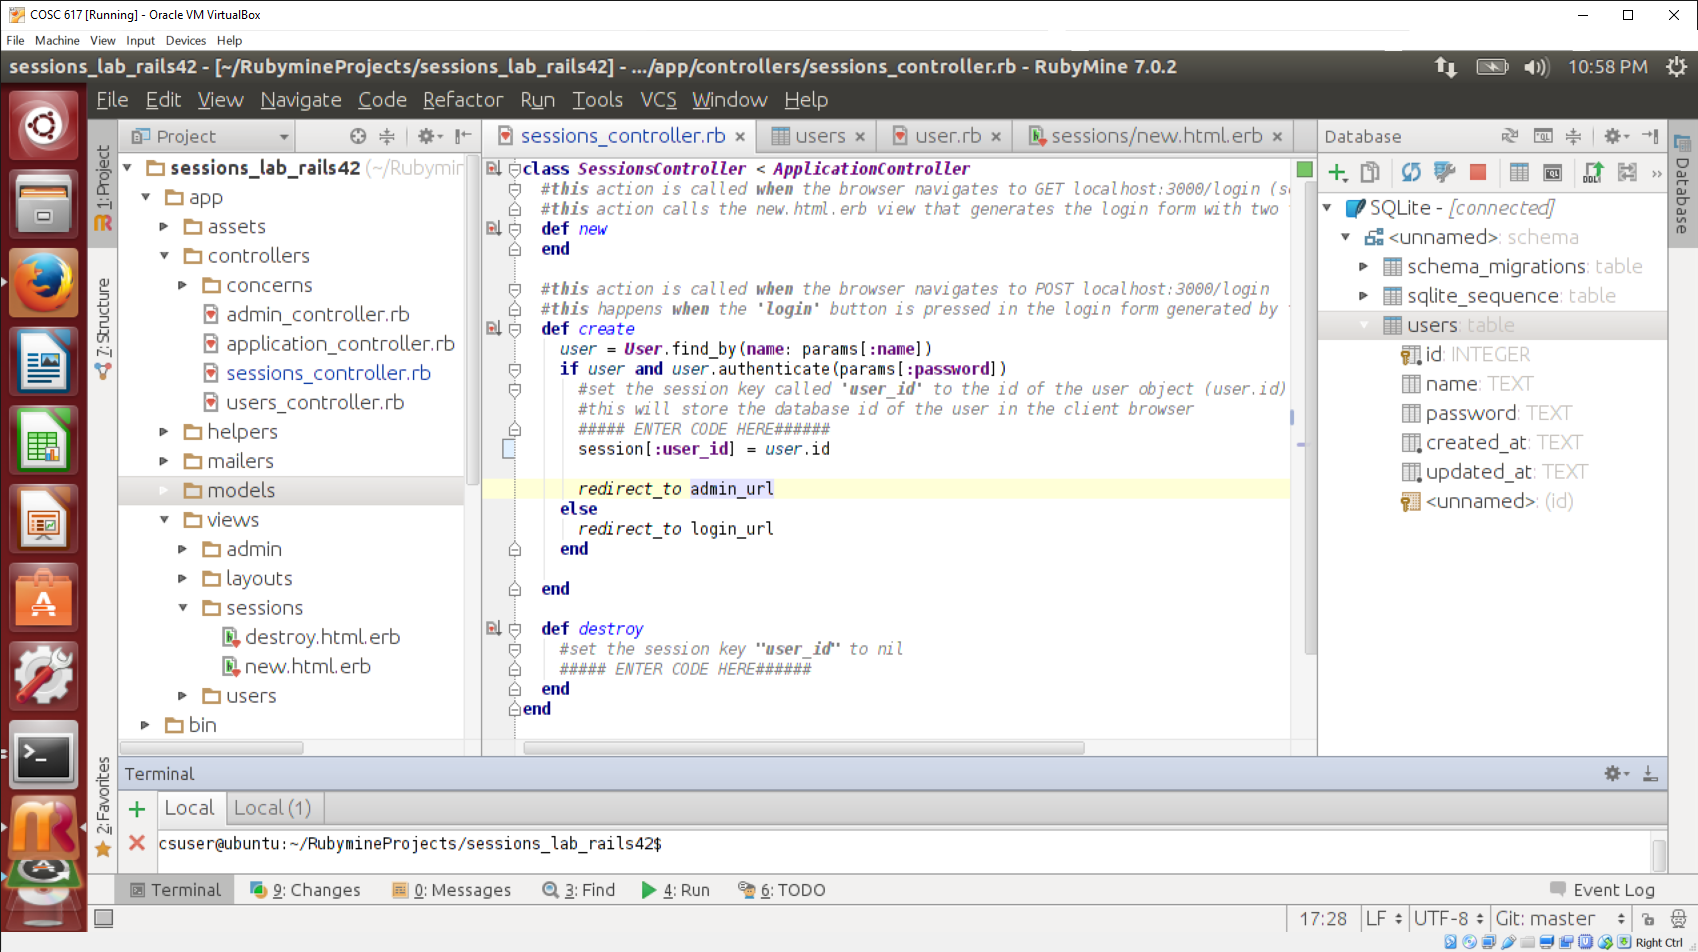 COSC 617 [Running] - Oracle VM VirtualBox
File Machine View Input Devices Help
sessions_lab_rails42 - [~/RubymineProjects/sessions_lab_rails42] - .../app/controllers/sessions_controller.rb - RubyMine 7.0.2
10:58 PM
File Edit View Navigate Code Refactor Run Tools VCS Window Help
Project
sessions_controller.rb
users
user.rb
sessions/new.html.erb
Database
1: Project
7: Structure
2: Favorites
sessions_lab_rails42 (~/Rubymin
app
assets
controllers
concerns
admin_controller.rb
application_controller.rb
sessions_controller.rb
users_controller.rb
helpers
mailers
models
views
admin
layouts
sessions
destroy.html.erb
new.html.erb
users
bin
class SessionsController < ApplicationController
#this action is called when the browser navigates to GET localhost:3000/login (s
#this action calls the new.html.erb view that generates the login form with two
def new
end
#this action is called when the browser navigates to POST localhost:3000/login
#this happens when the 'login' button is pressed in the login form generated by
def create
user = User.find_by(name: params[:name])
if user and user.authenticate(params[:password])
#set the session key called 'user_id' to the id of the user object (user.id)
#this will store the database id of the user in the client browser
##### ENTER CODE HERE######
session[:user_id] = user.id
redirect_to admin_url
else
redirect_to login_url
end
end
def destroy
#set the session key "user_id" to nil
##### ENTER CODE HERE######
end
end
SQLite - [connected]
<unnamed>: schema
schema_migrations: table
sqlite_sequence: table
users: table
id: INTEGER
name: TEXT
password: TEXT
created_at: TEXT
updated_at: TEXT
<unnamed>: (id)
Database
Terminal
Local Local (1)
csuser@ubuntu:~/RubymineProjects/sessions_lab_rails42$
Terminal 9: Changes 0: Messages 3: Find 4: Run 6: TODO Event Log
17:28 LF UTF-8 Git: master
Right Ctrl